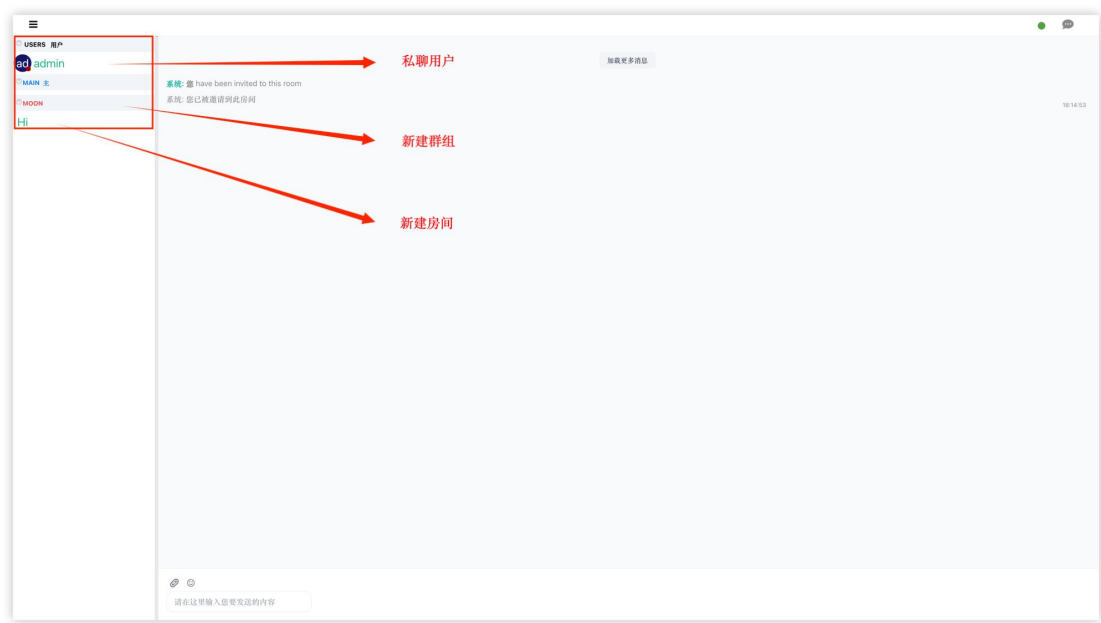 USERS 用户
ad admin
MAIN 主
MOON
Hi
私聊用户
新建群组
新建房间
加载更多消息
系统: 您 have been invited to this room
系统: 您已被邀请到此房间
16:14:53
请在这里输入您要发送的内容